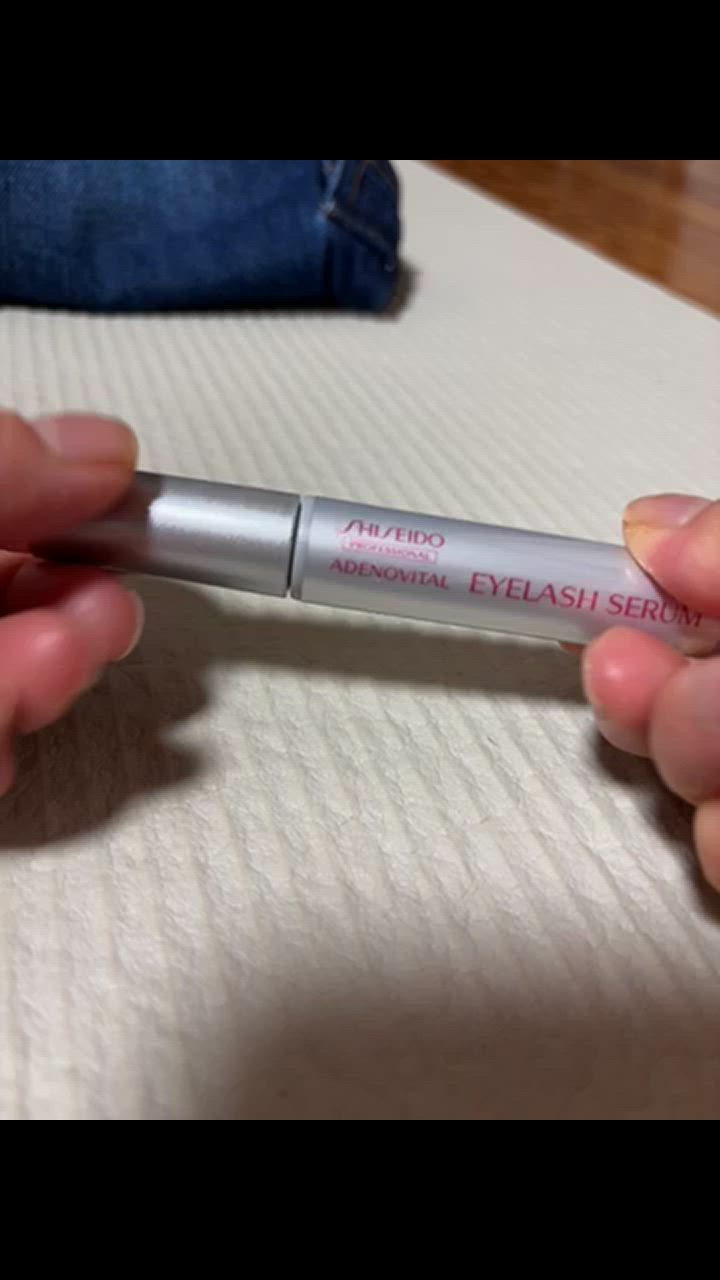 SHISEIDO
PROFESSIONAL
ADENOVITAL EYELASH SERUM